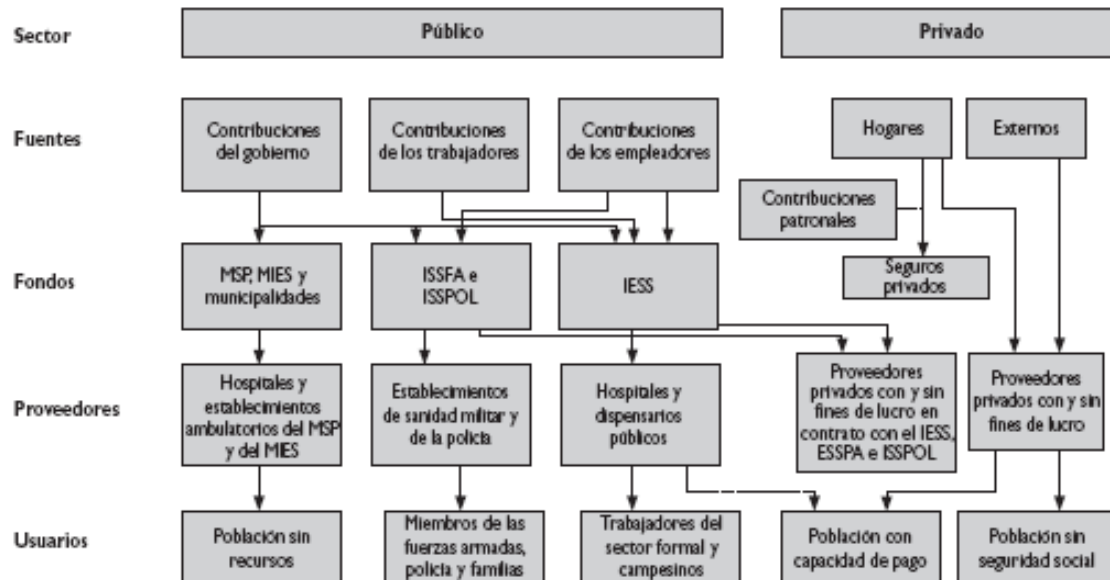 Sector
Público
Privado
Fuentes
Contribuciones
del gobierno
Contribuciones
de los trabajadores
Contribuciones
de los empleadores
Hogares
Externos
Contribuciones
patronales
Fondos
MSP, MIES y
municipalidades
ISSFA e
ISSPOL
IESS
Seguros
privados
Proveedores
Hospitales y
establecimientos
ambulatorios del MSP
y del MIES
Establecimientos
de sanidad militar y
de la policía
Hospitales y
dispensarios
públicos
Proveedores
privados con y sin
fines de lucro en
contrato con el IESS,
ESSPA e ISSPOL
Proveedores
privados con y sin
fines de lucro
Usuarios
Población sin
recursos
Miembros de las
fuerzas armadas,
policía y familias
Trabajadores del
sector formal y
campesinos
Población con
capacidad de pago
Población sin
seguridad social